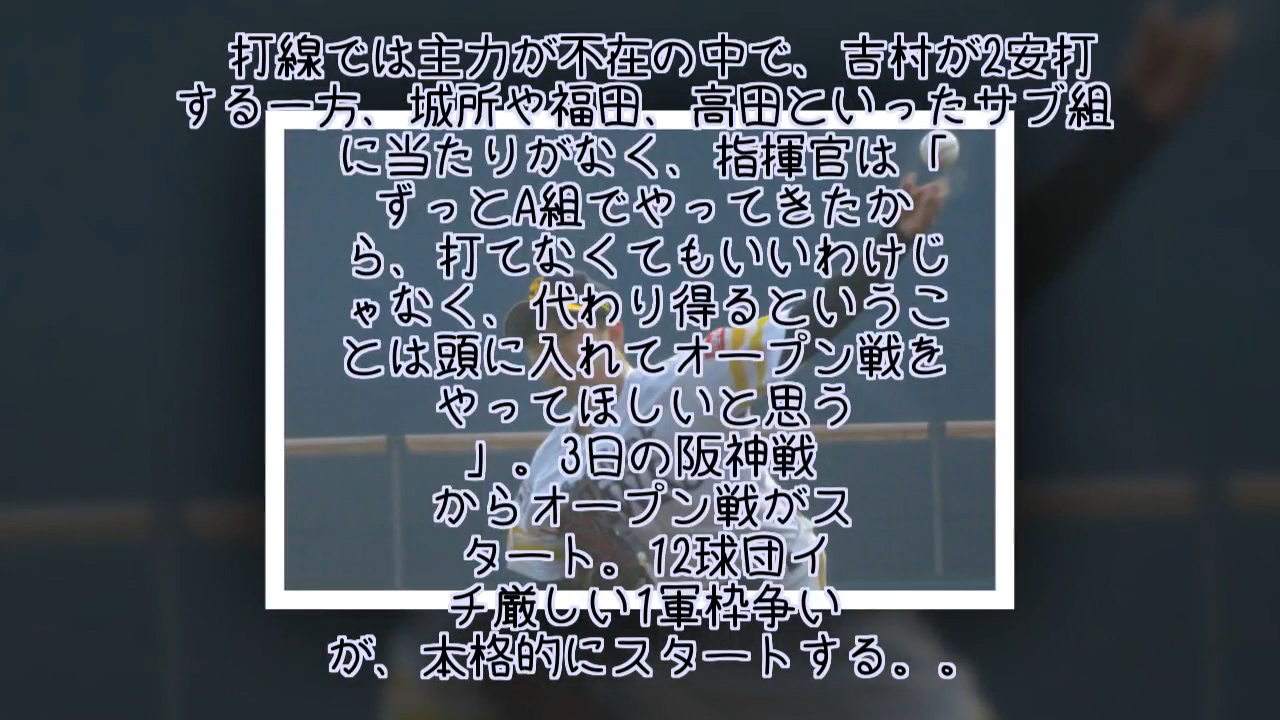 打線では主力が不在の中で、吉村が2安打
する一方、城所や福田、高田といったサブ組
に当たりがなく、指揮官は「
ずっとA組でやってきたか
ら、打てなくてもいいわけじ
ゃなく、代わり得るというこ
とは頭に入れてオープン戦を
やってほしいと思う
」。3日の阪神戦
からオープン戦がス
タート。12球団イ
チ厳しい1軍枠争い
が、本格的にスタートする。。